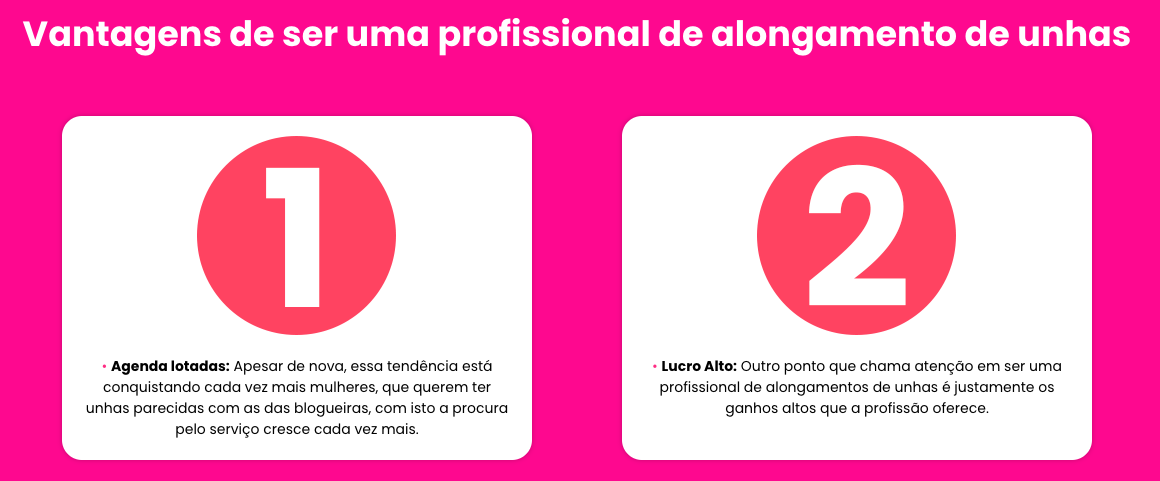 Vantagens de ser uma profissional de alongamento de unhas
1
• Agenda lotadas: Apesar de nova, essa tendência está
conquistando cada vez mais mulheres, que querem ter
unhas parecidas com as das blogueiras, com isto a procura
pelo serviço cresce cada vez mais.
2
• Lucro Alto: Outro ponto que chama atenção em ser uma
profissional de alongamentos de unhas é justamente os
ganhos altos que a profissão oferece.